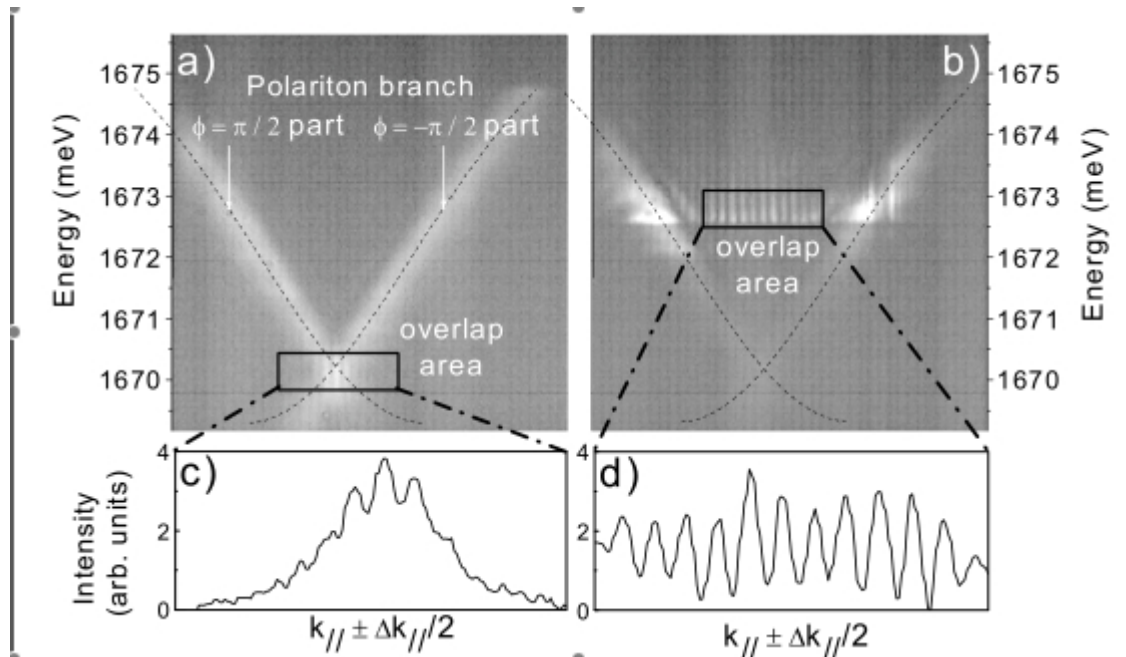 a)
Polariton branch
ϕ = π / 2 part ϕ = −π / 2 part
overlap
area
Energy (meV)
1675
1674
1673
1672
1671
1670
b)
overlap
area
1675
1674
1673
1672
1671
1670
Energy (meV)
c)
4
2
0
Intensity
(arb. units)
k// ± Δk///2
d)
4
2
0
k// ± Δk///2